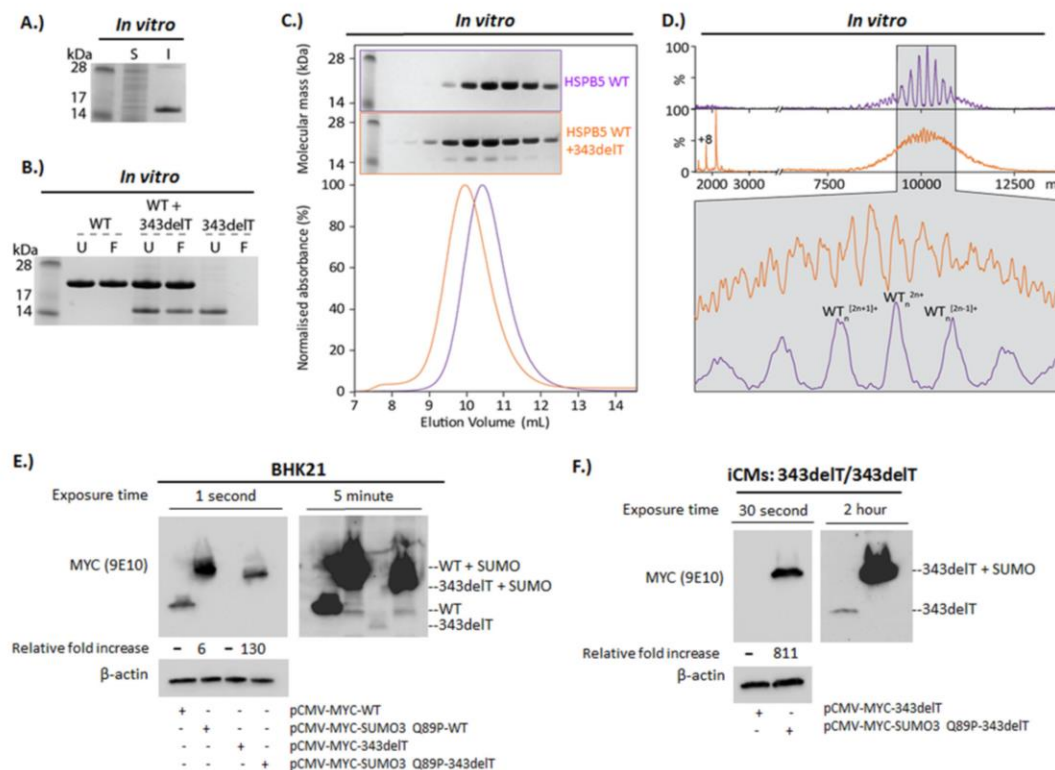 A.)
In vitro
kDa S I
28
17
14
B.)
In vitro
WT +
WT 343delT 343delT
U F U F U F
28
17
14
C.)
In vitro
Molecular mass (kDa)
28
14
HSPB5 WT
28
14
HSPB5 WT
+343delT
Normalised absorbance (%)
100
80
60
40
20
0
7 8 9 10 11 12 13 14
Elution Volume (mL)
D.)
In vitro
100
%
100
%
+8
2000 3000 7500 10000 12500 m
WTn[2n+1]+ WTn2n+ WTn[2n-1]+
E.)
BHK21
Exposure time 1 second 5 minute
MYC (9E10)
--WT + SUMO
--343delT + SUMO
--WT
--343delT
Relative fold increase - 6 - 130
β-actin
+ - - - pCMV-MYC-WT
- + - - pCMV-MYC-SUMO3 Q89P-WT
- - + - pCMV-MYC-343delT
- - - + pCMV-MYC-SUMO3 Q89P-343delT
F.)
iCMs: 343delT/343delT
Exposure time 30 second 2 hour
MYC (9E10)
--343delT + SUMO
--343delT
Relative fold increase - 811
β-actin
+ - pCMV-MYC-343delT
- + pCMV-MYC-SUMO3 Q89P-343delT